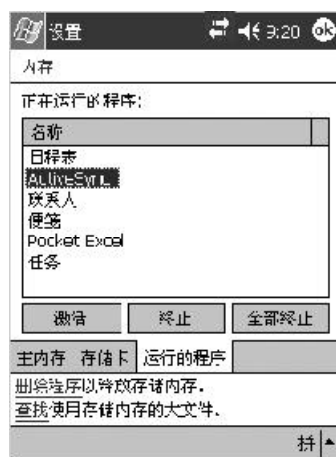 设置 9:20 ok
内存
正在运行的程序:
名称
日程表
ActiveSync
联系人
便笺
Pocket Excel
任务
激活 终止 全部终止
主内存 存储卡 运行的程序
删除程序以释放存储内存.
查找使用存储内存的大文件.
拼